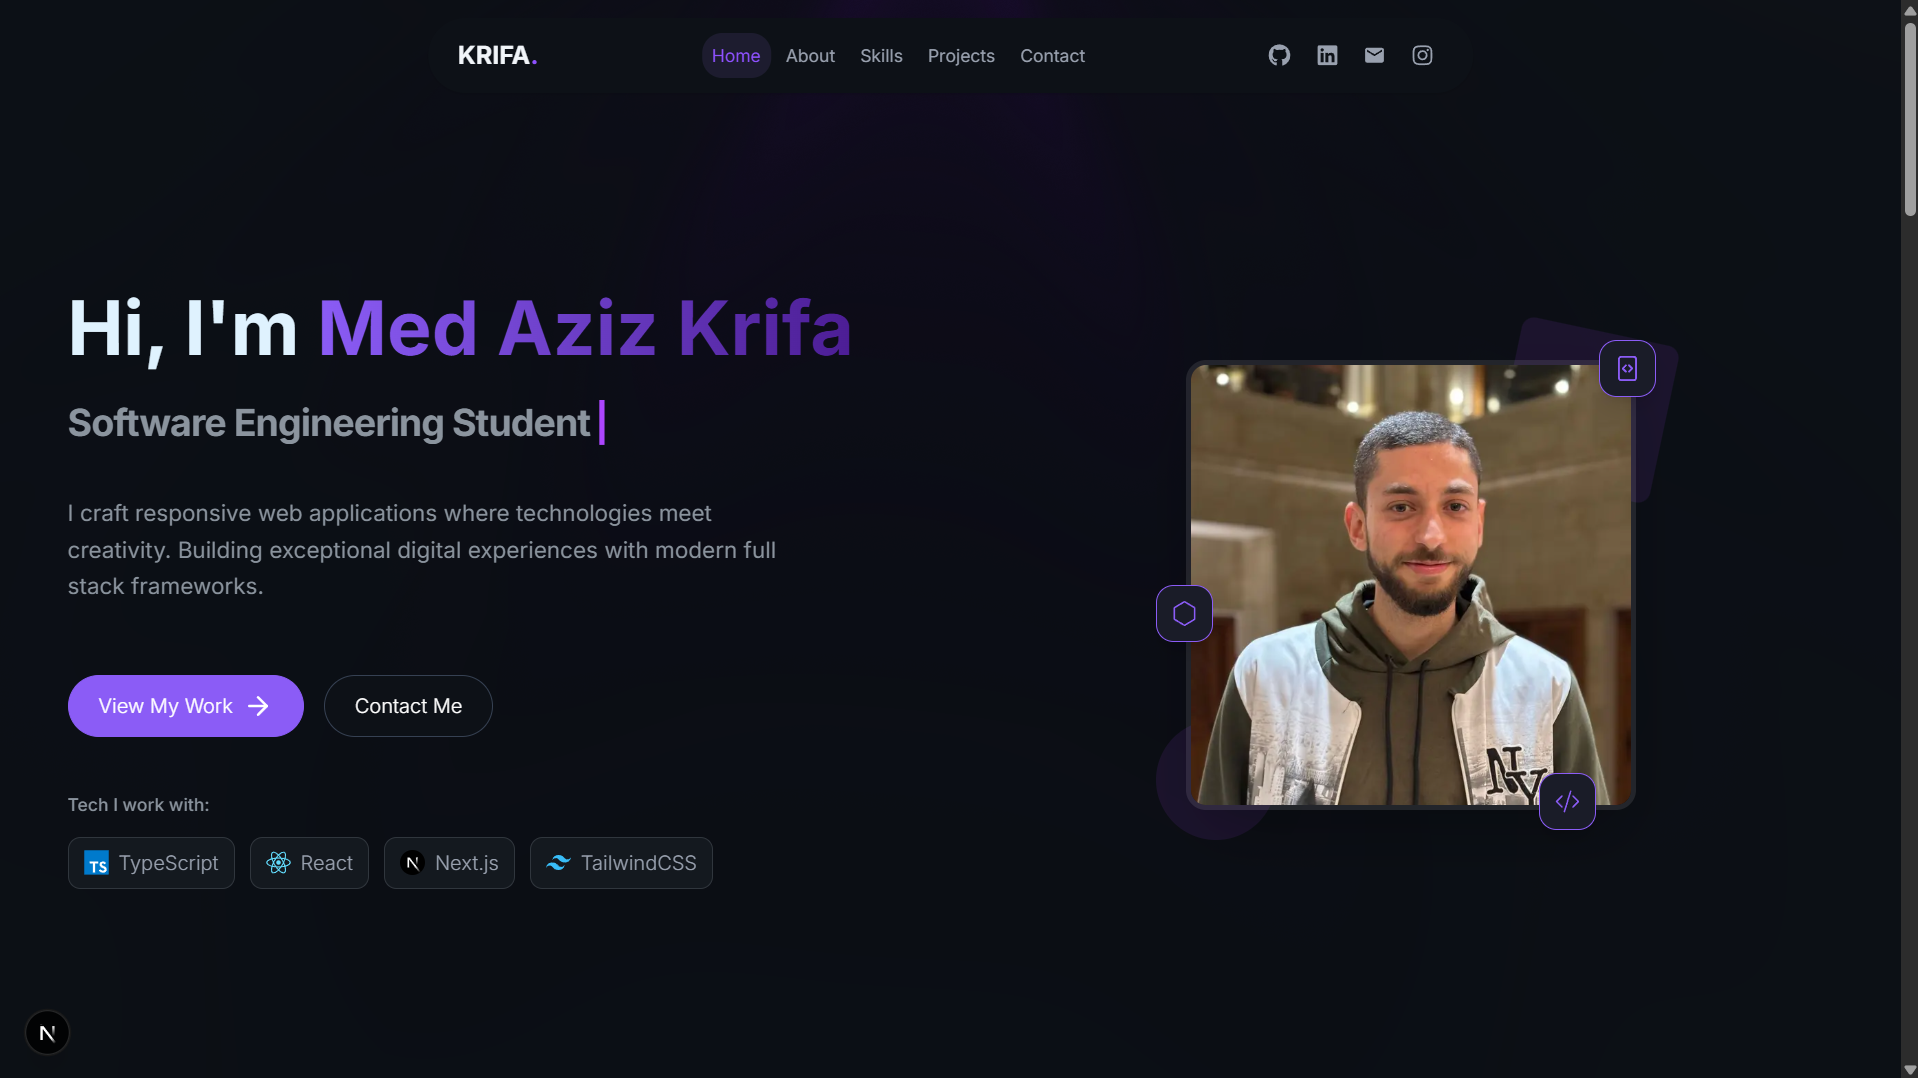 KRIFA.
Home
About
Skills
Projects
Contact
Hi, I'm Med Aziz Krifa
Software Engineering Student
I craft responsive web applications where technologies meet
creativity. Building exceptional digital experiences with modern full
stack frameworks.
View My Work
Contact Me
Tech I work with:
TS TypeScript
React
N Next.js
TailwindCSS
NY
N